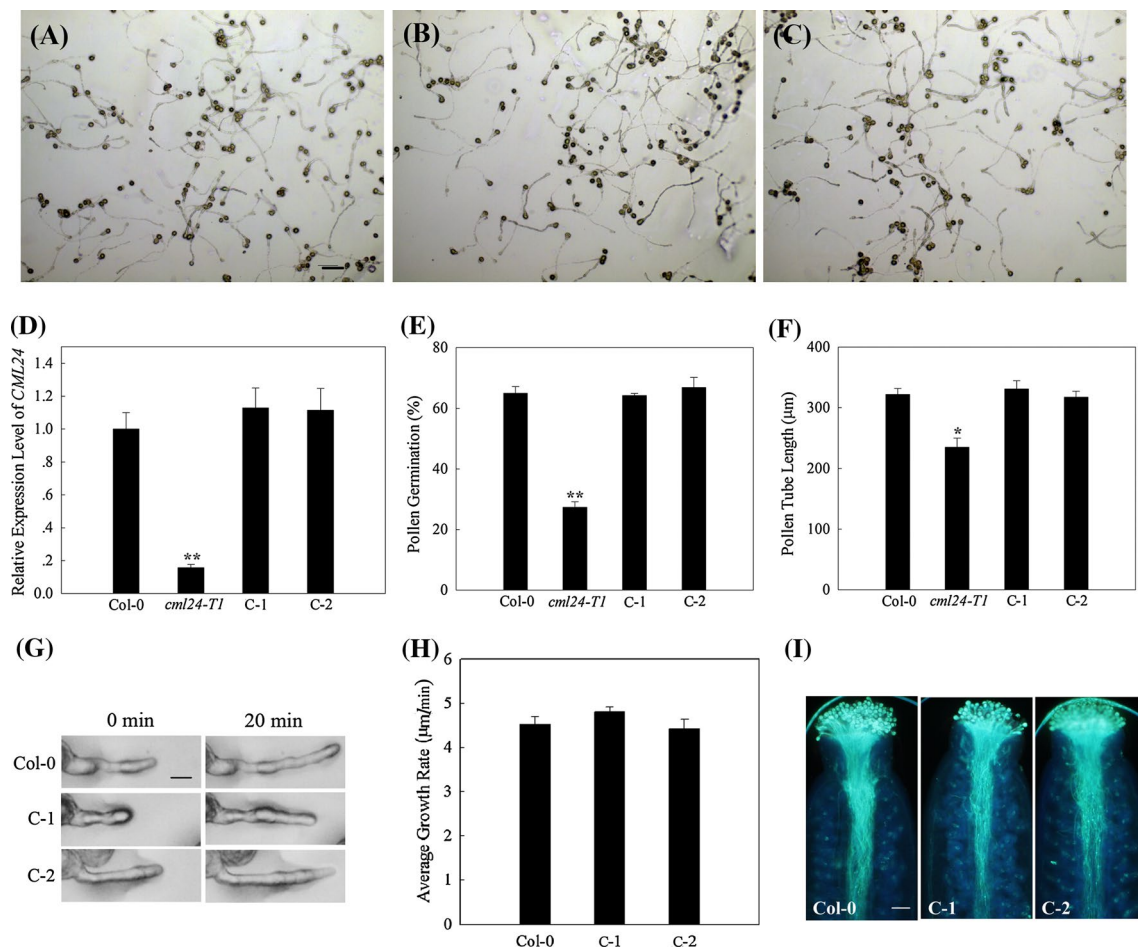 (A)
(B)
(C)
(D)
Relative Expression Level of CML24
1.4
1.2
1.0
.8
.6
.4
.2
0.0
**
Col-0
cml24-T1
C-1
C-2
(E)
Pollen Germination (%)
80
60
40
20
0
**
Col-0
cml24-T1
C-1
C-2
(F)
Pollen Tube Length (μm)
400
300
200
100
0
*
Col-0
cml24-T1
C-1
C-2
(G)
0 min
20 min
Col-0
C-1
C-2
(H)
Average Growth Rate (μm/min)
6
5
4
3
2
1
0
Col-0
C-1
C-2
(I)
Col-0
C-1
C-2